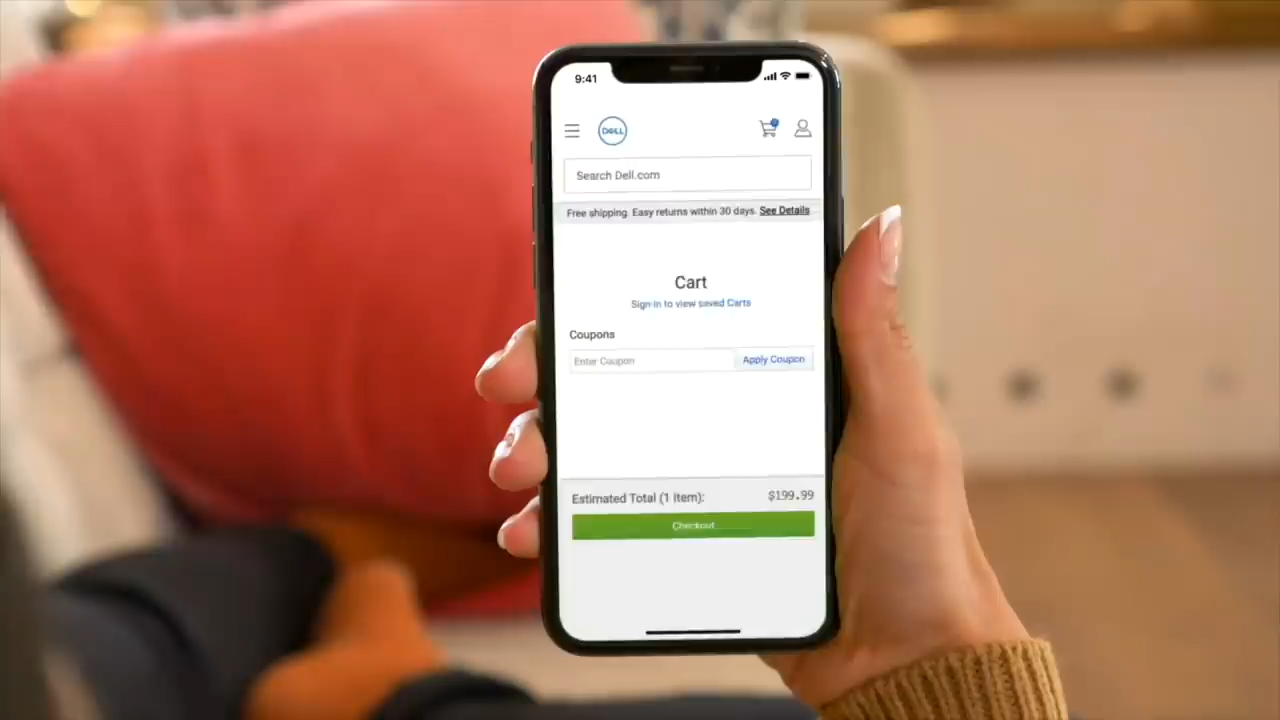 9:41
DELL
Search Dell.com
Free shipping. Easy returns within 30 days. See Details
Cart
Sign-in to view saved Carts
Coupons
Enter Coupon
Apply Coupon
Estimated Total (1 item):
$199.99
Checkout